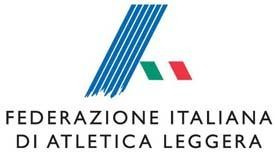 FEDERAZIONE ITALIANA
DI ATLETICA LEGGERA